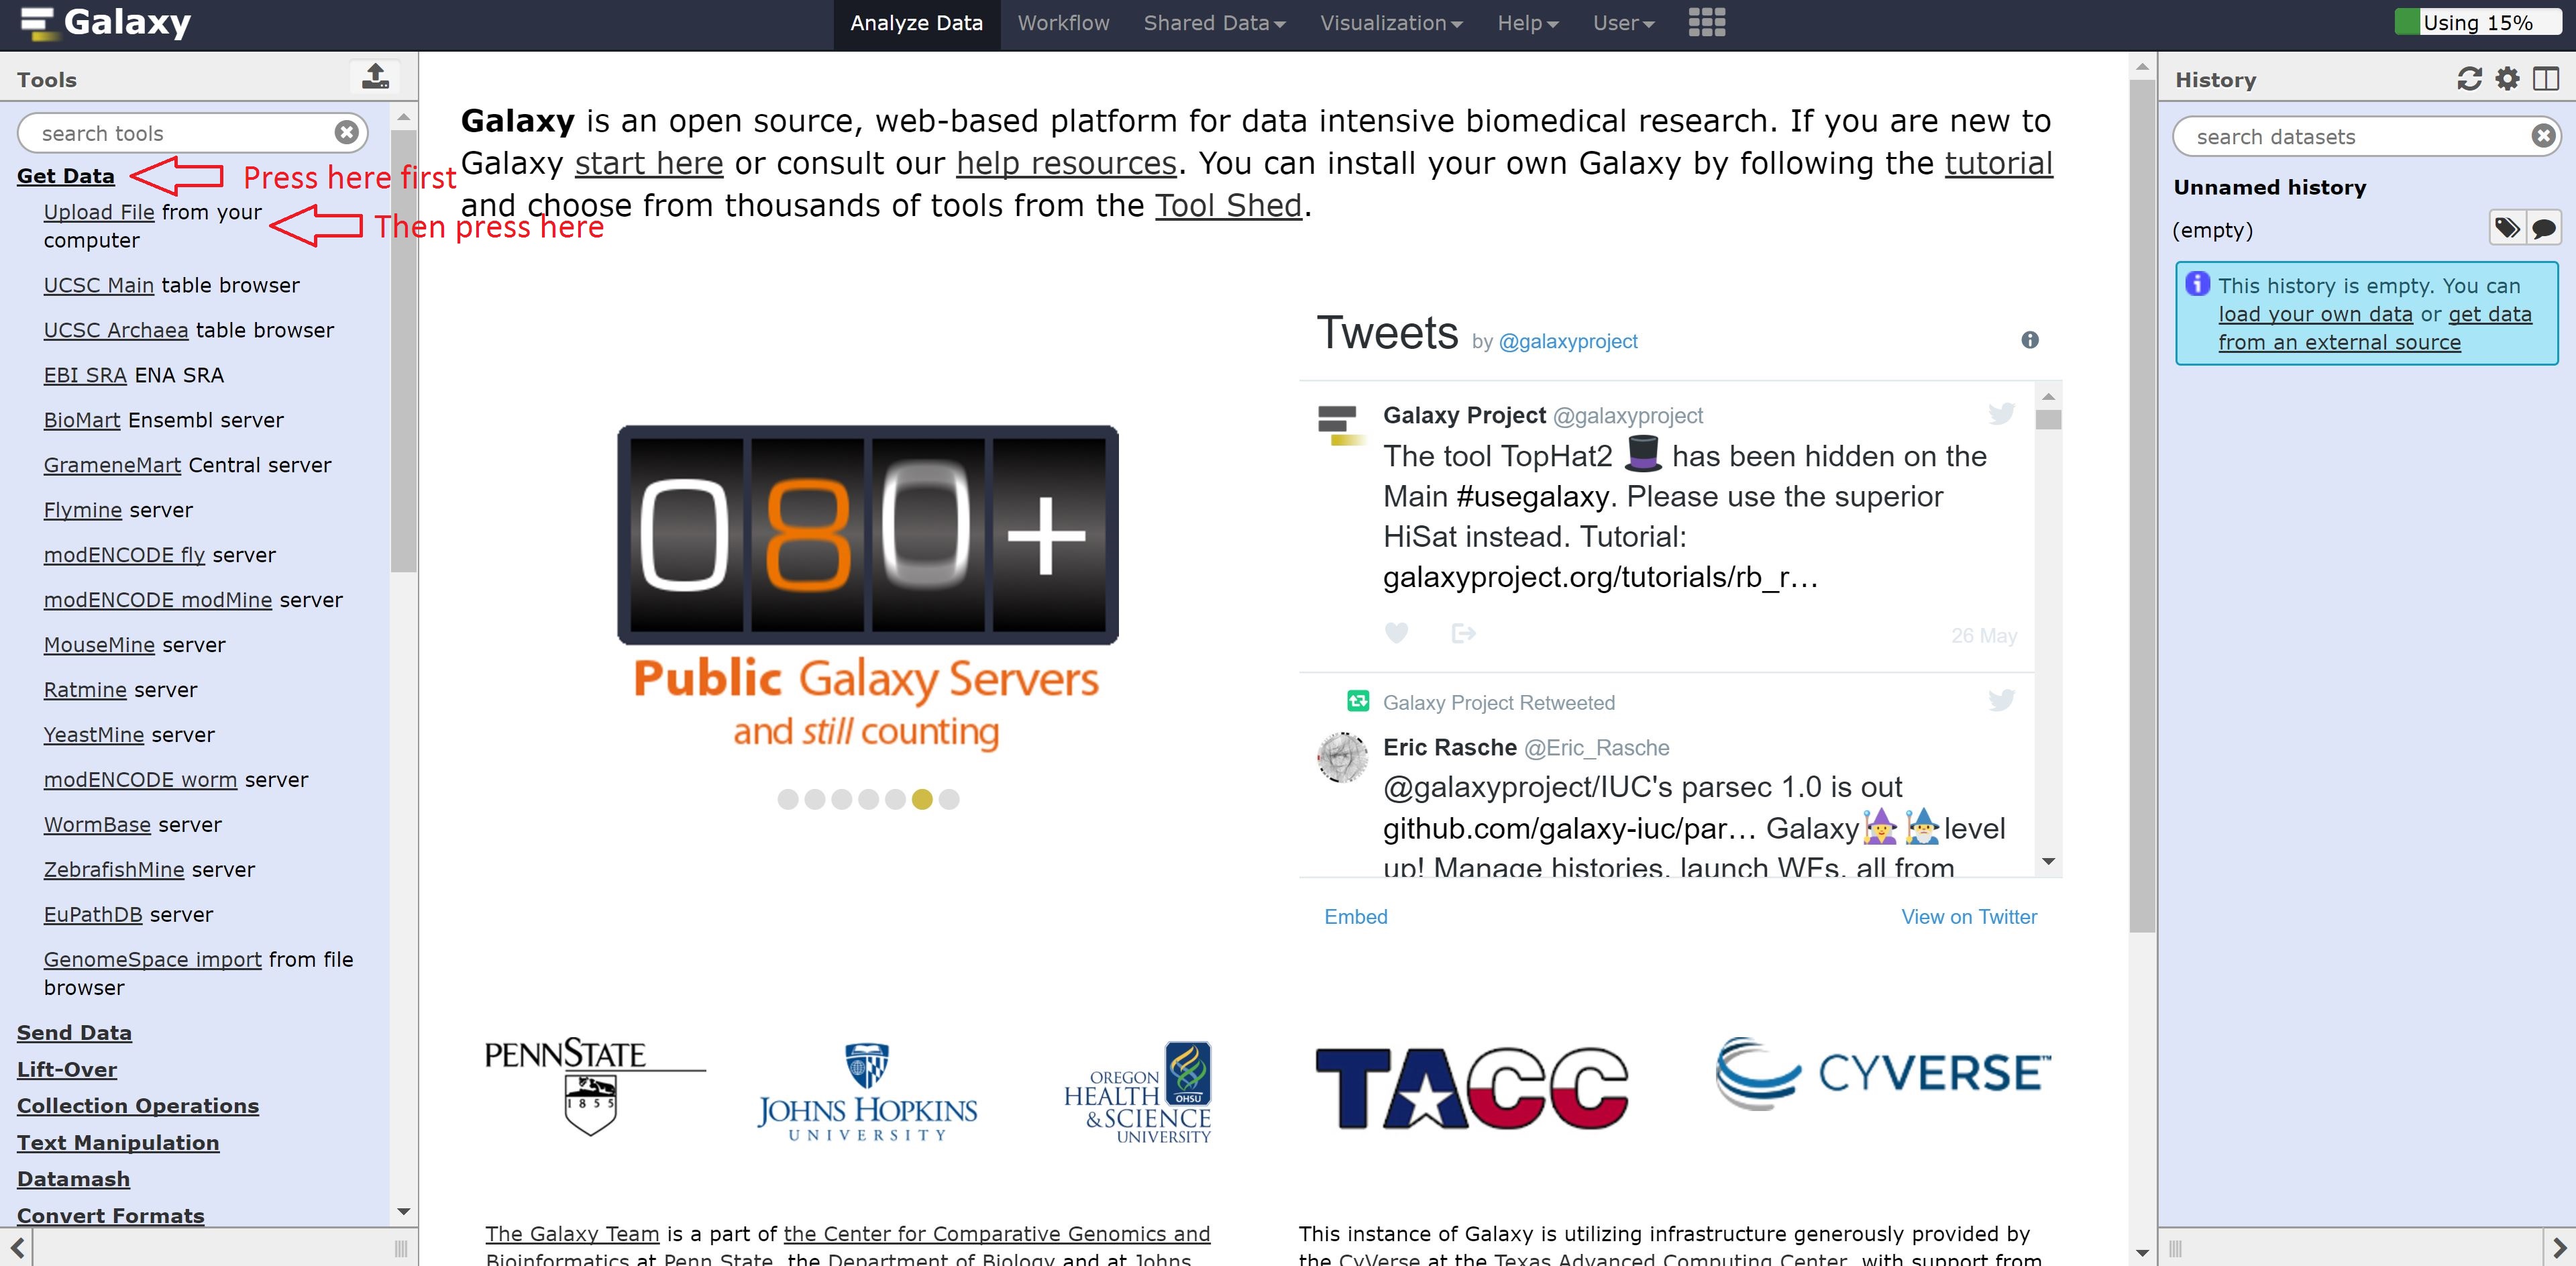 Galaxy
Analyze Data
Workflow
Shared Data
Visualization
Help
User
Using 15%
Tools
search tools
Get Data
Press here first
Upload File from your
computer
Then press here
UCSC Main table browser
UCSC Archaea table browser
EBI SRA ENA SRA
BioMart Ensembl server
GrameneMart Central server
Flymine server
modENCODE fly server
modENCODE modMine server
MouseMine server
Ratmine server
YeastMine server
modENCODE worm server
WormBase server
ZebrafishMine server
EuPathDB server
GenomeSpace import from file
browser
Send Data
Lift-Over
Collection Operations
Text Manipulation
Datamash
Convert Formats
Galaxy is an open source, web-based platform for data intensive biomedical research. If you are new to
Galaxy start here or consult our help resources. You can install your own Galaxy by following the tutorial
and choose from thousands of tools from the Tool Shed.
080+
Public Galaxy Servers
and still counting
Tweets by @galaxyproject
Galaxy Project @galaxyproject
The tool TopHat2 🎩 has been hidden on the
Main #usegalaxy. Please use the superior
HiSat instead. Tutorial:
galaxyproject.org/tutorials/rb_r…
26 May
Galaxy Project Retweeted
Eric Rasche @Eric_Rasche
@galaxyproject/IUC's parsec 1.0 is out
github.com/galaxy-iuc/par… Galaxy🧙‍♀️🧙‍♂️level
up! Manage histories, launch WFs, all from
Embed
View on Twitter
PENNSTATE
1855
JOHNS HOPKINS
UNIVERSITY
OREGON
HEALTH
&SCIENCE
UNIVERSITY
OHSU
TACC
CYVERSE™
The Galaxy Team is a part of the Center for Comparative Genomics and
Bioinformatics at Penn State, the Department of Biology and at Johns
This instance of Galaxy is utilizing infrastructure generously provided by
the CyVerse at the Texas Advanced Computing Center, with support from
History
search datasets
Unnamed history
(empty)
This history is empty. You can
load your own data or get data
from an external source